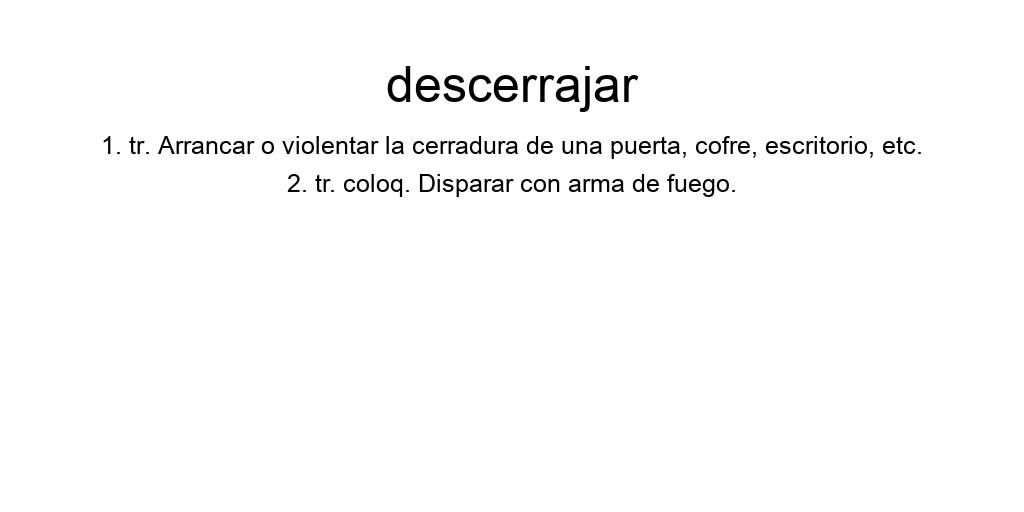 descerrajar
1. tr. Arrancar o violentar la cerradura de una puerta, cofre, escritorio, etc.
2. tr. coloq. Disparar con arma de fuego.